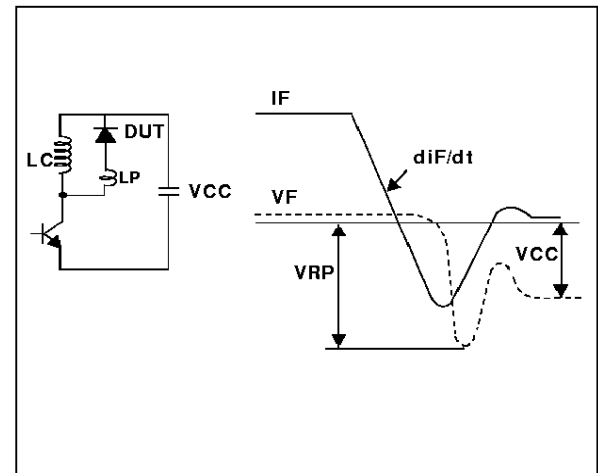 LC
DUT
LP
VCC
IF
diF/dt
VF
VRP
VCC